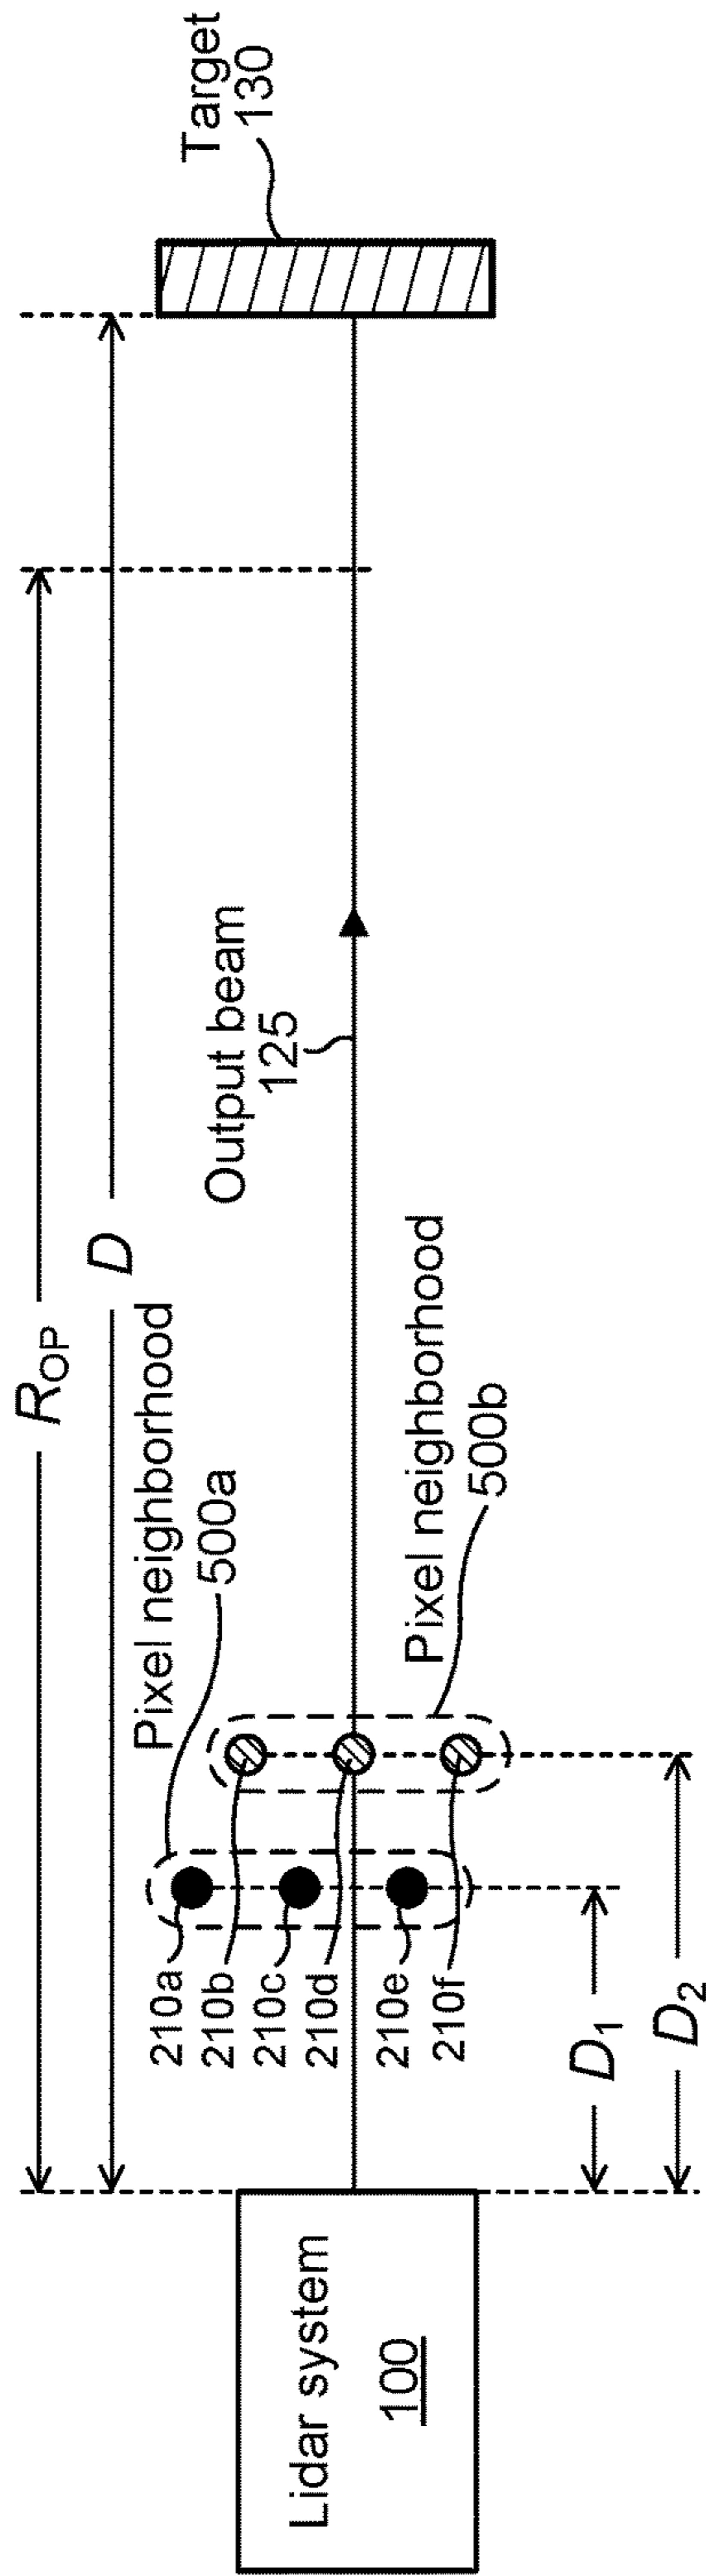 R_OP
D
Target
130
Output beam
125
Pixel neighborhood
500a
Pixel neighborhood
500b
210a
210b
210c
210d
210e
210f
D_1
D_2
Lidar system
100